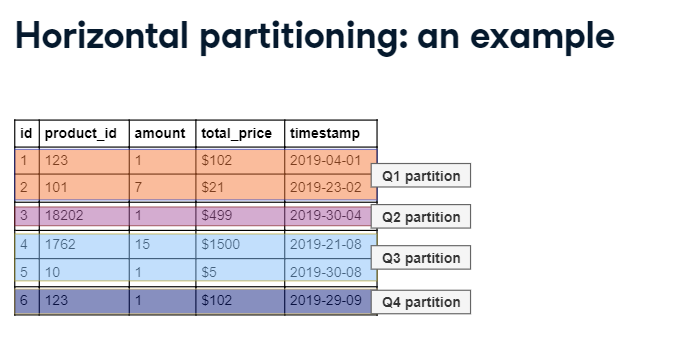 Horizontal partitioning: an example
id product_id amount total_price timestamp
1 123 1 $102 2019-04-01
Q1 partition
2 101 7 $21 2019-23-02
3 18202 1 $499 2019-30-04 Q2 partition
4 1762 15 $1500 2019-21-08
Q3 partition
5 10 1 $5 2019-30-08
6 123 1 $102 2019-29-09 Q4 partition